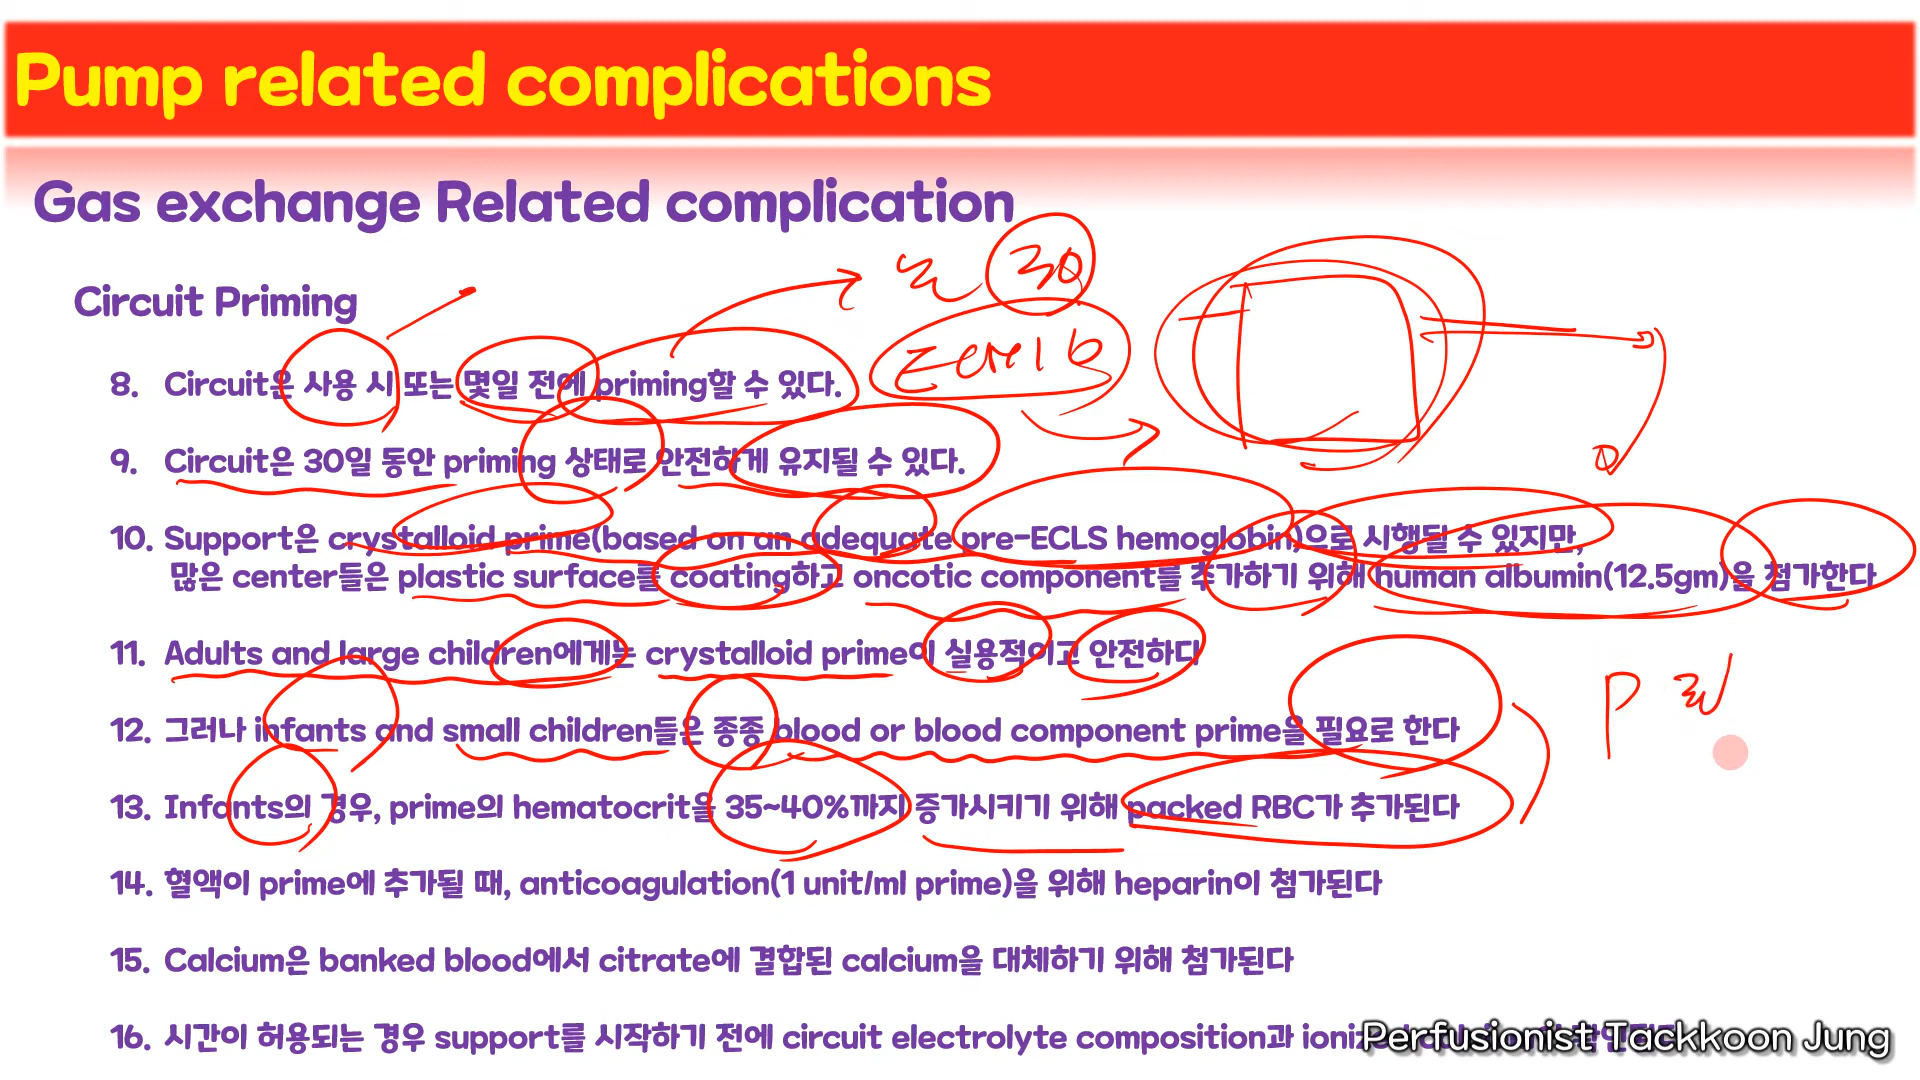 Pump related complications
Gas exchange Related complication
Circuit Priming
30
8. Circuit은 사용 시 또는 몇일 전에 priming할 수 있다.
9. Circuit은 30일 동안 priming 상태로 안전하게 유지될 수 있다.
10. Support은 crystalloid prime(based on an adequate pre-ECLS hemoglobin)으로 시행될 수 있지만,
많은 center들은 plastic surface를 coating하고 oncotic component를 추가하기 위해 human albumin(12.5gm)을 첨가한다
11. Adults and large children에게는 crystalloid prime이 실용적이고 안전하다
12. 그러나 infants and small children들은 종종 blood or blood component prime을 필요로 한다
P
13. Infants의 경우, prime의 hematocrit을 35~40%까지 증가시키기 위해 packed RBC가 추가된다
14. 혈액이 prime에 추가될 때, anticoagulation(1 unit/ml prime)을 위해 heparin이 첨가된다
15. Calcium은 banked blood에서 citrate에 결합된 calcium을 대체하기 위해 첨가된다
16. 시간이 허용되는 경우 support를 시작하기 전에 circuit electrolyte composition과
Perfusionist Tackkoon Jung